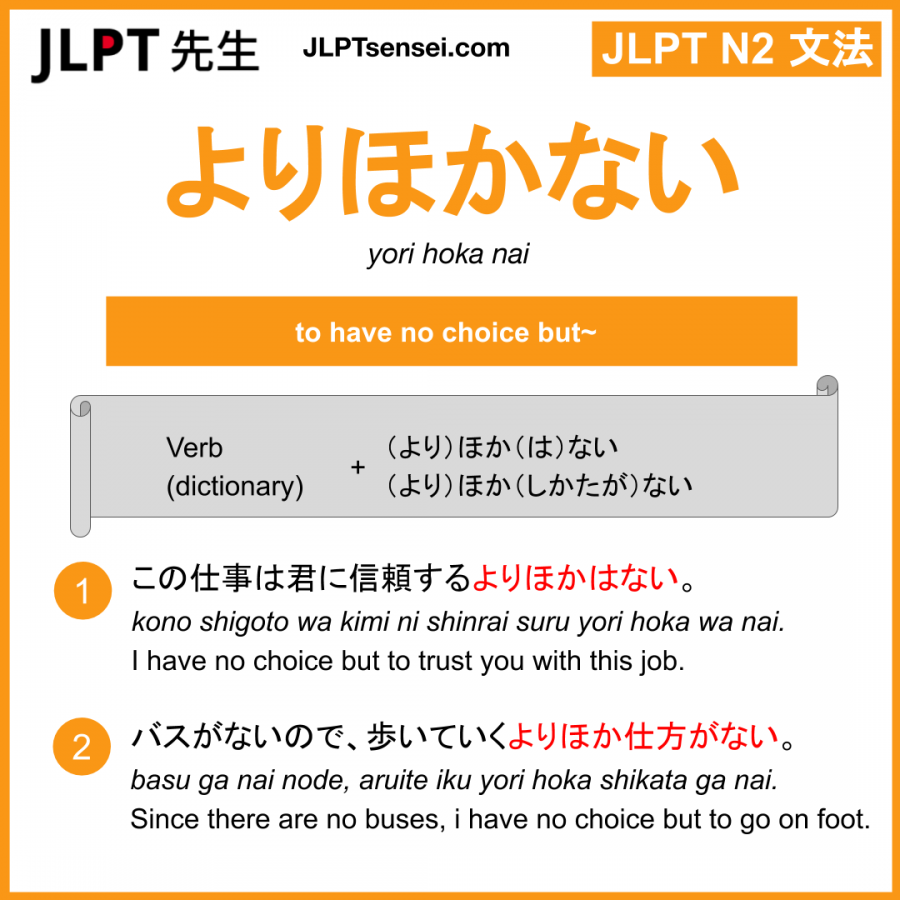 JLPT 先生
JLPTsensei.com
JLPT N2 文法
よりほかない
yori hoka nai
to have no choice but~
Verb
(dictionary)
+
（より）ほか（は）ない
（より）ほか（しかたが）ない
1
この仕事は君に信頼するよりほかはない。
kono shigoto wa kimi ni shinrai suru yori hoka wa nai.
I have no choice but to trust you with this job.
2
バスがないので、歩いていくよりほか仕方がない。
basu ga nai node, aruite iku yori hoka shikata ga nai.
Since there are no buses, i have no choice but to go on foot.